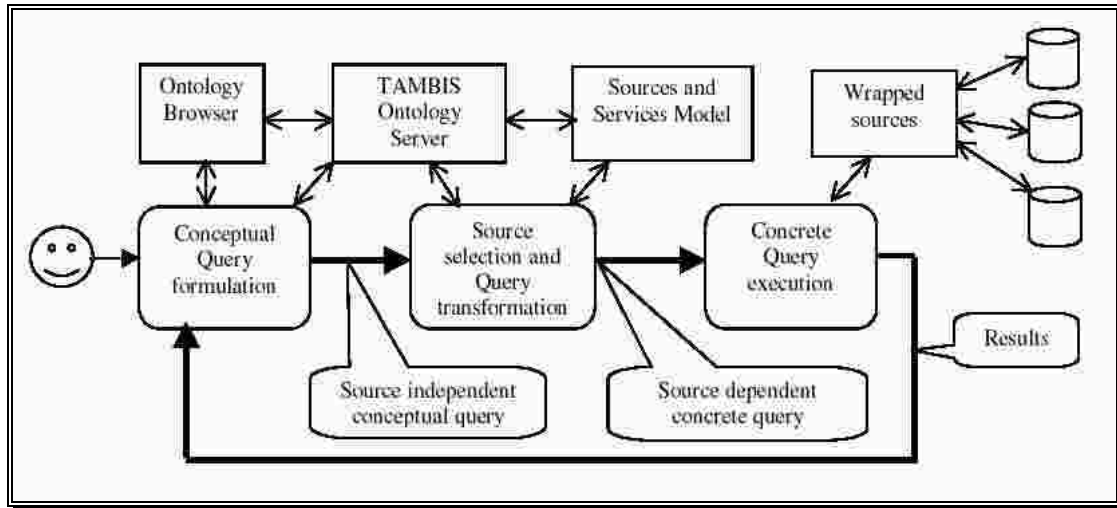 Ontology
Browser
TAMBIS
Ontology
Server
Sources and
Services Model
Wrapped
sources
Conceptual
Query
formulation
Source
selection and
Query
transformation
Concrete
Query
execution
Results
Source independent
conceptual query
Source dependent
concrete query